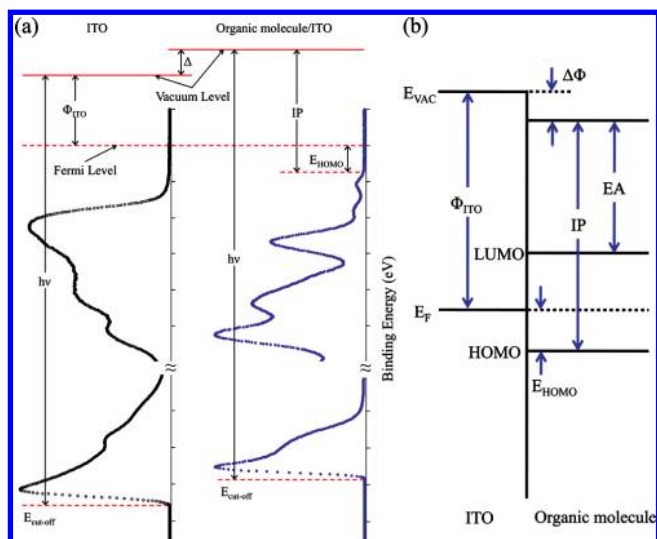 (a)
ITO
Organic molecule/ITO
Δ
Vacuum Level
Φ_ITO
IP
Fermi Level
E_HOMO
hν
hν
Binding Energy (eV)
≈
≈
E_cut-off
E_cut-off
(b)
ΔΦ
E_VAC
Φ_ITO
EA
IP
LUMO
E_F
HOMO
E_HOMO
ITO
Organic molecule